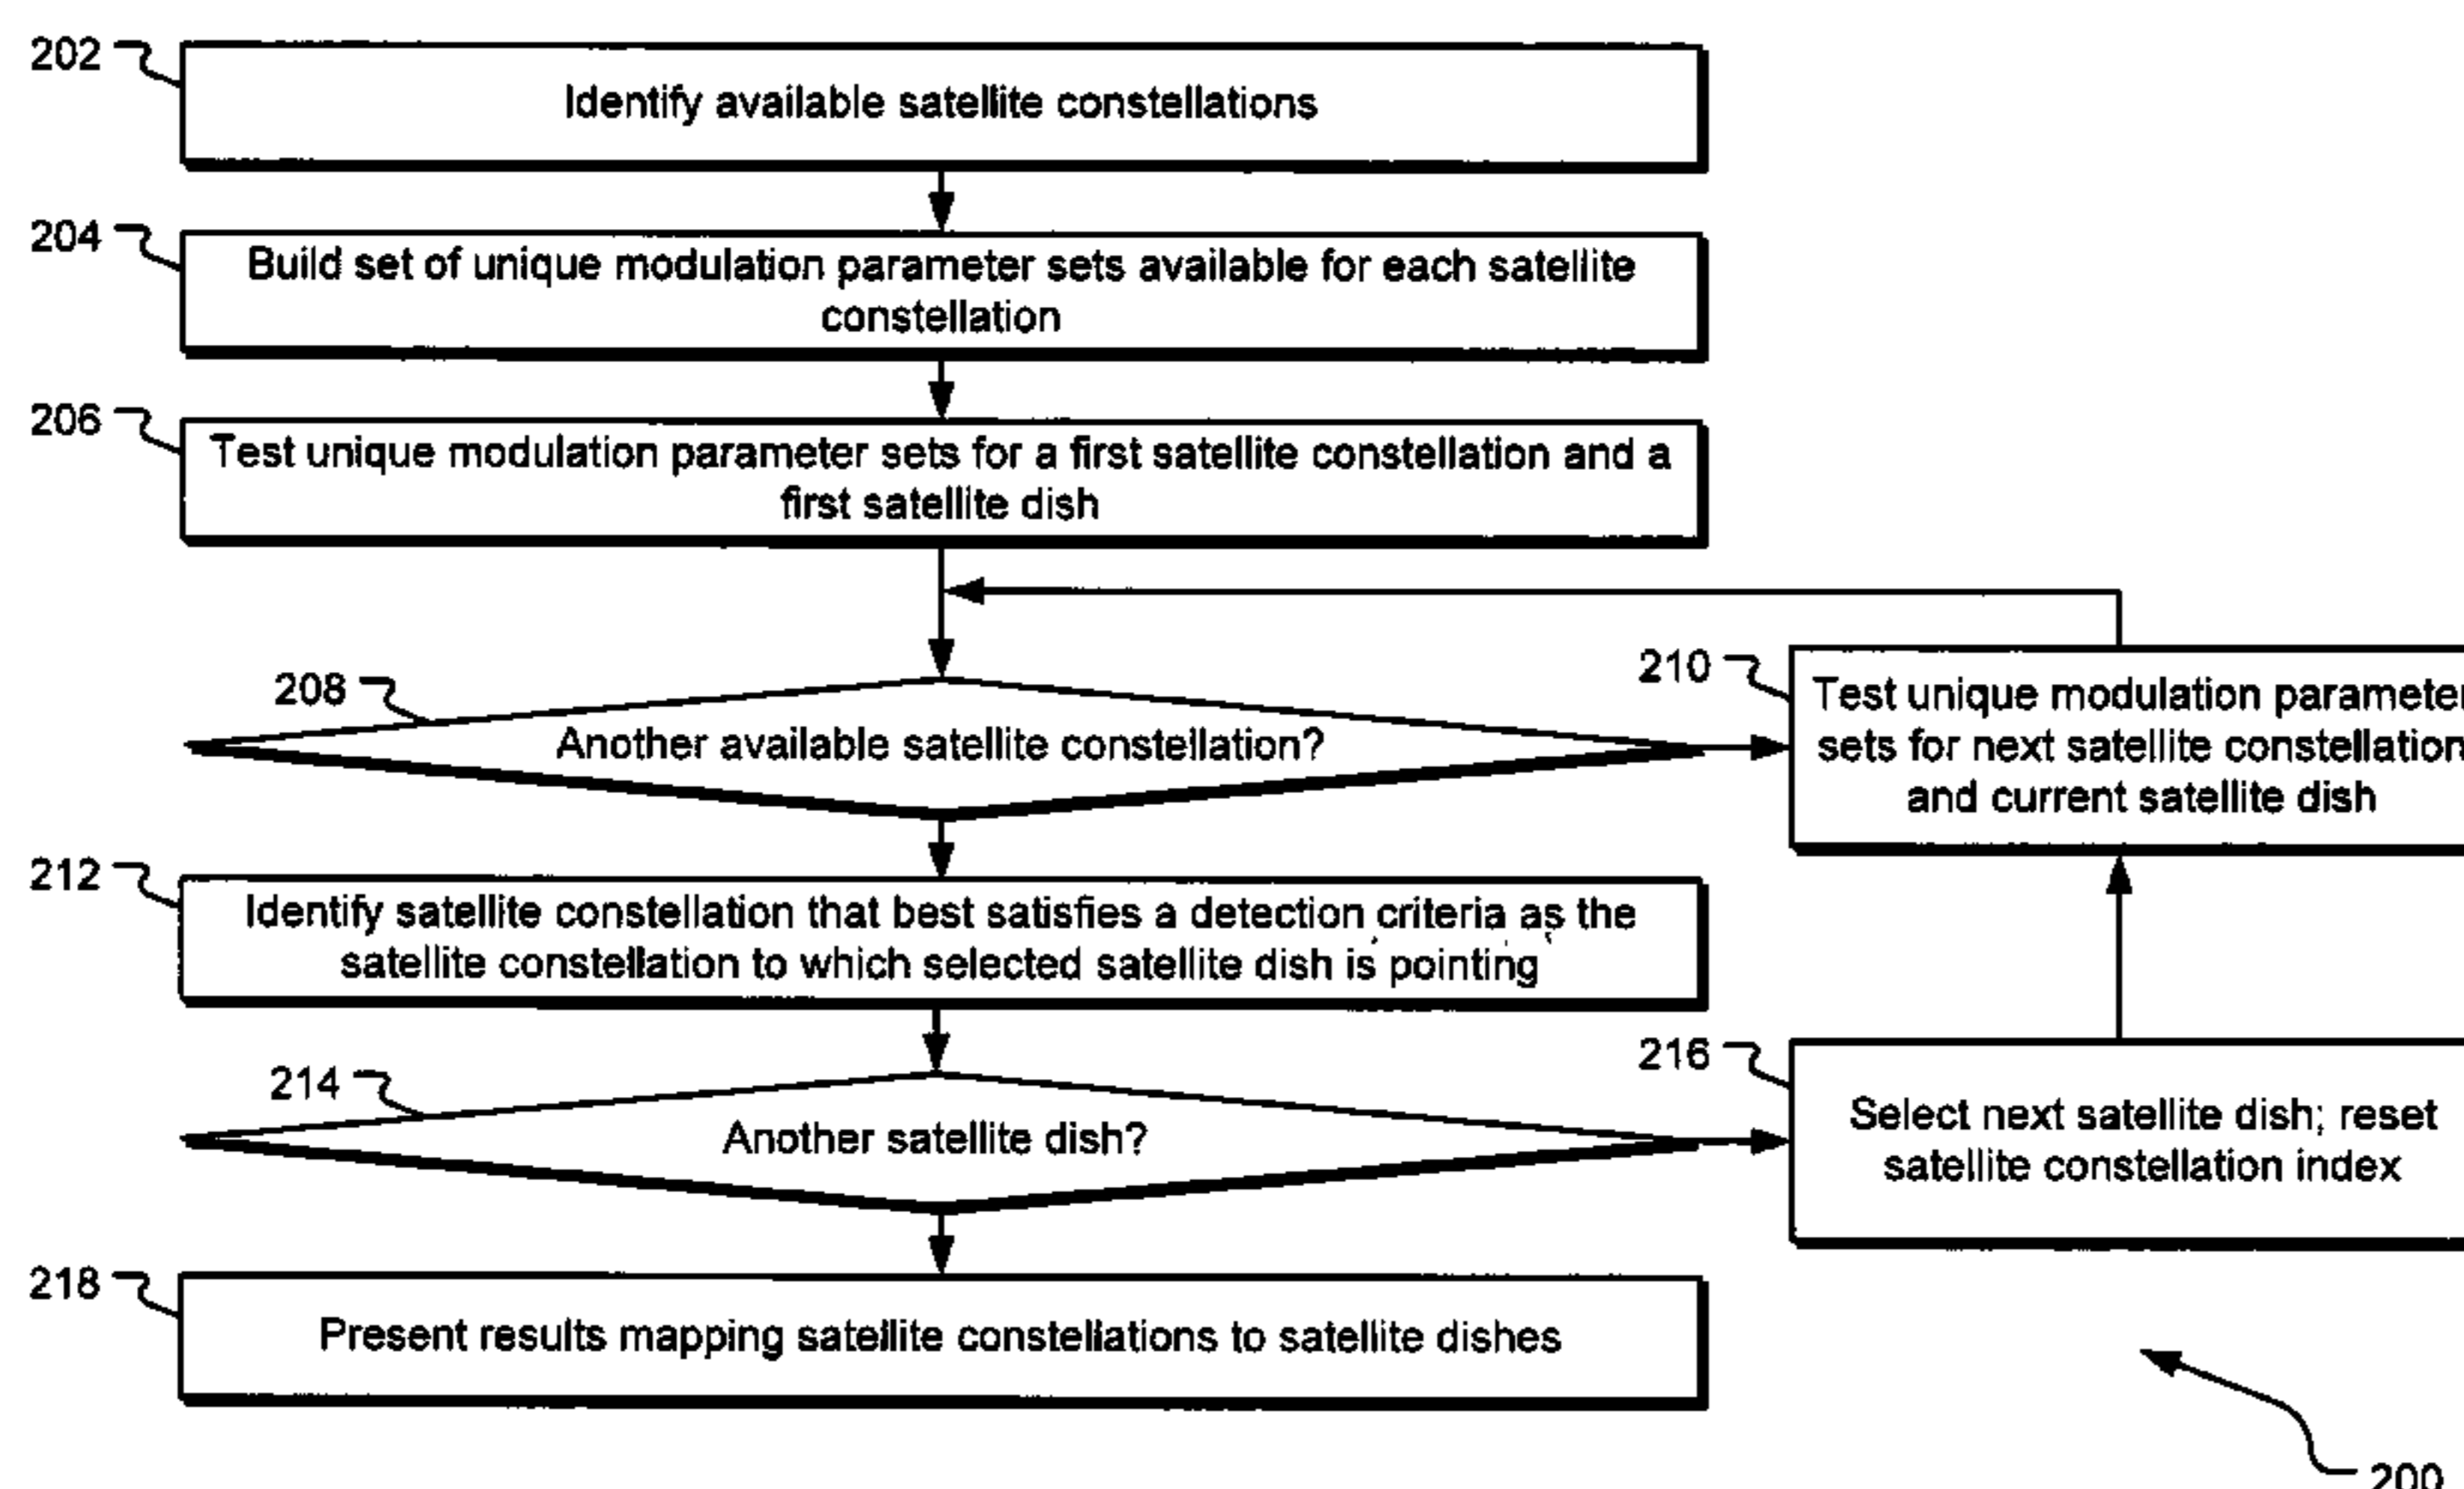 202
Identify available satellite constellations
204
Build set of unique modulation parameter sets available for each satellite
constellation
206
Test unique modulation parameter sets for a first satellite constellation and a
first satellite dish
208
Another available satellite constellation?
210
Test unique modulation parameter
sets for next satellite constellation
and current satellite dish
212
Identify satellite constellation that best satisfies a detection criteria as the
satellite constellation to which selected satellite dish is pointing
214
Another satellite dish?
216
Select next satellite dish; reset
satellite constellation index
218
Present results mapping satellite constellations to satellite dishes
200